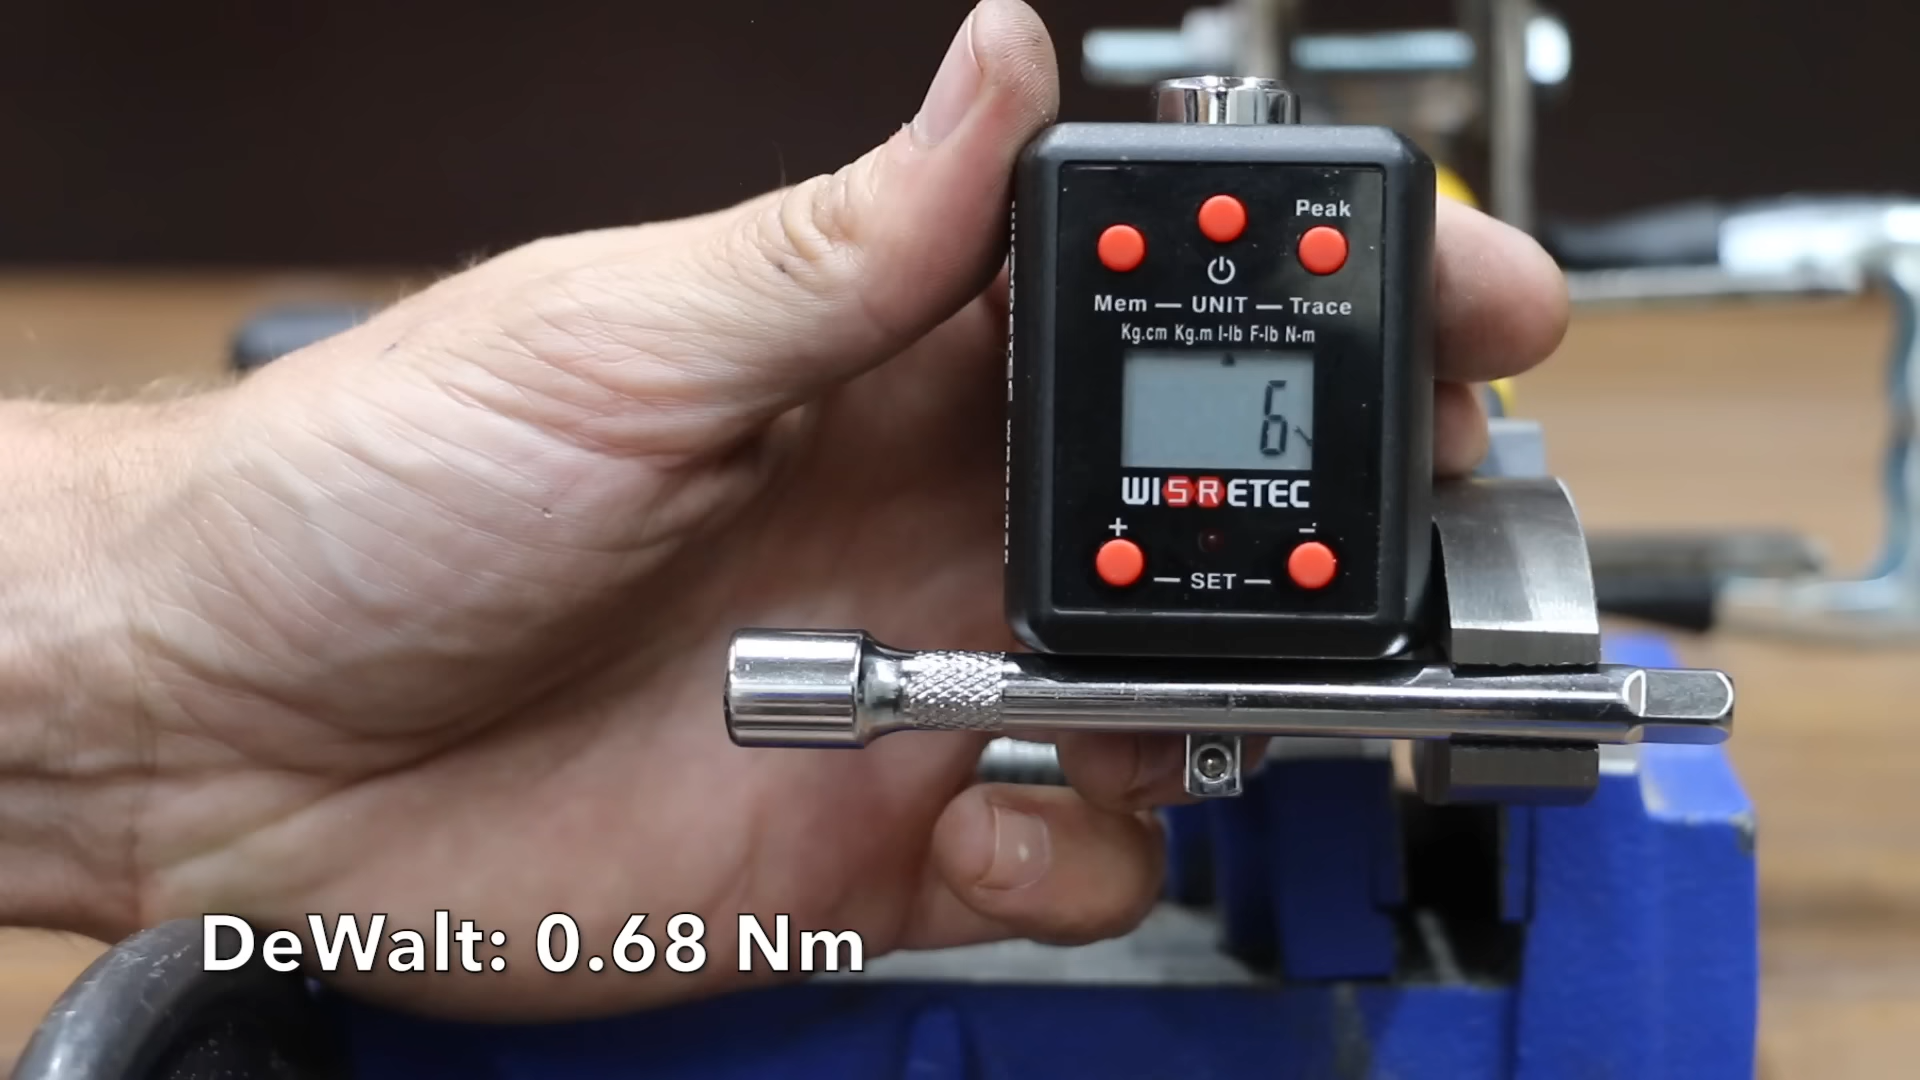 Peak
Mem — UNIT — Trace
Kg.cm Kg.m I-lb F-lb N-m
6
WISRETEC
+ −
— SET —
DeWalt: 0.68 Nm